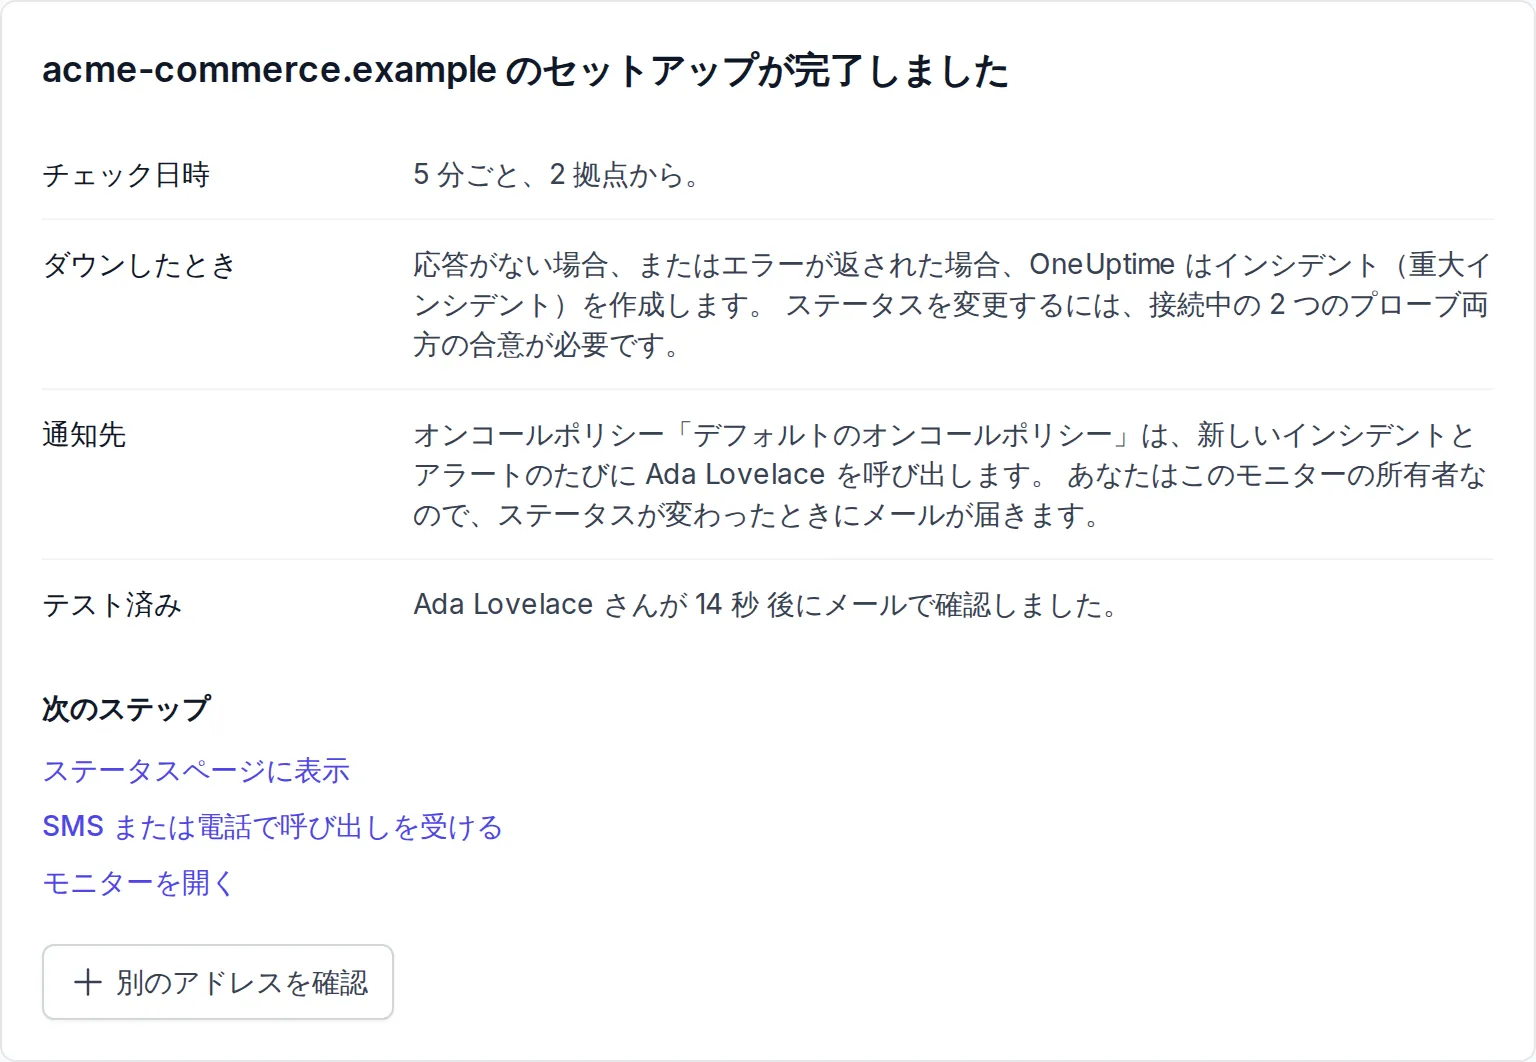 acme-commerce.example のセットアップが完了しました
チェック日時
5 分ごと、2 拠点から。
ダウンしたとき
応答がない場合、またはエラーが返された場合、OneUptime はインシデント（重大イ
ンシデント）を作成します。 ステータスを変更するには、接続中の 2 つのプローブ両
方の合意が必要です。
通知先
オンコールポリシー「デフォルトのオンコールポリシー」は、新しいインシデントと
アラートのたびに Ada Lovelace を呼び出します。 あなたはこのモニターの所有者な
ので、ステータスが変わったときにメールが届きます。
テスト済み
Ada Lovelace さんが 14 秒 後にメールで確認しました。
次のステップ
ステータスページに表示
SMS または電話で呼び出しを受ける
モニターを開く
別のアドレスを確認